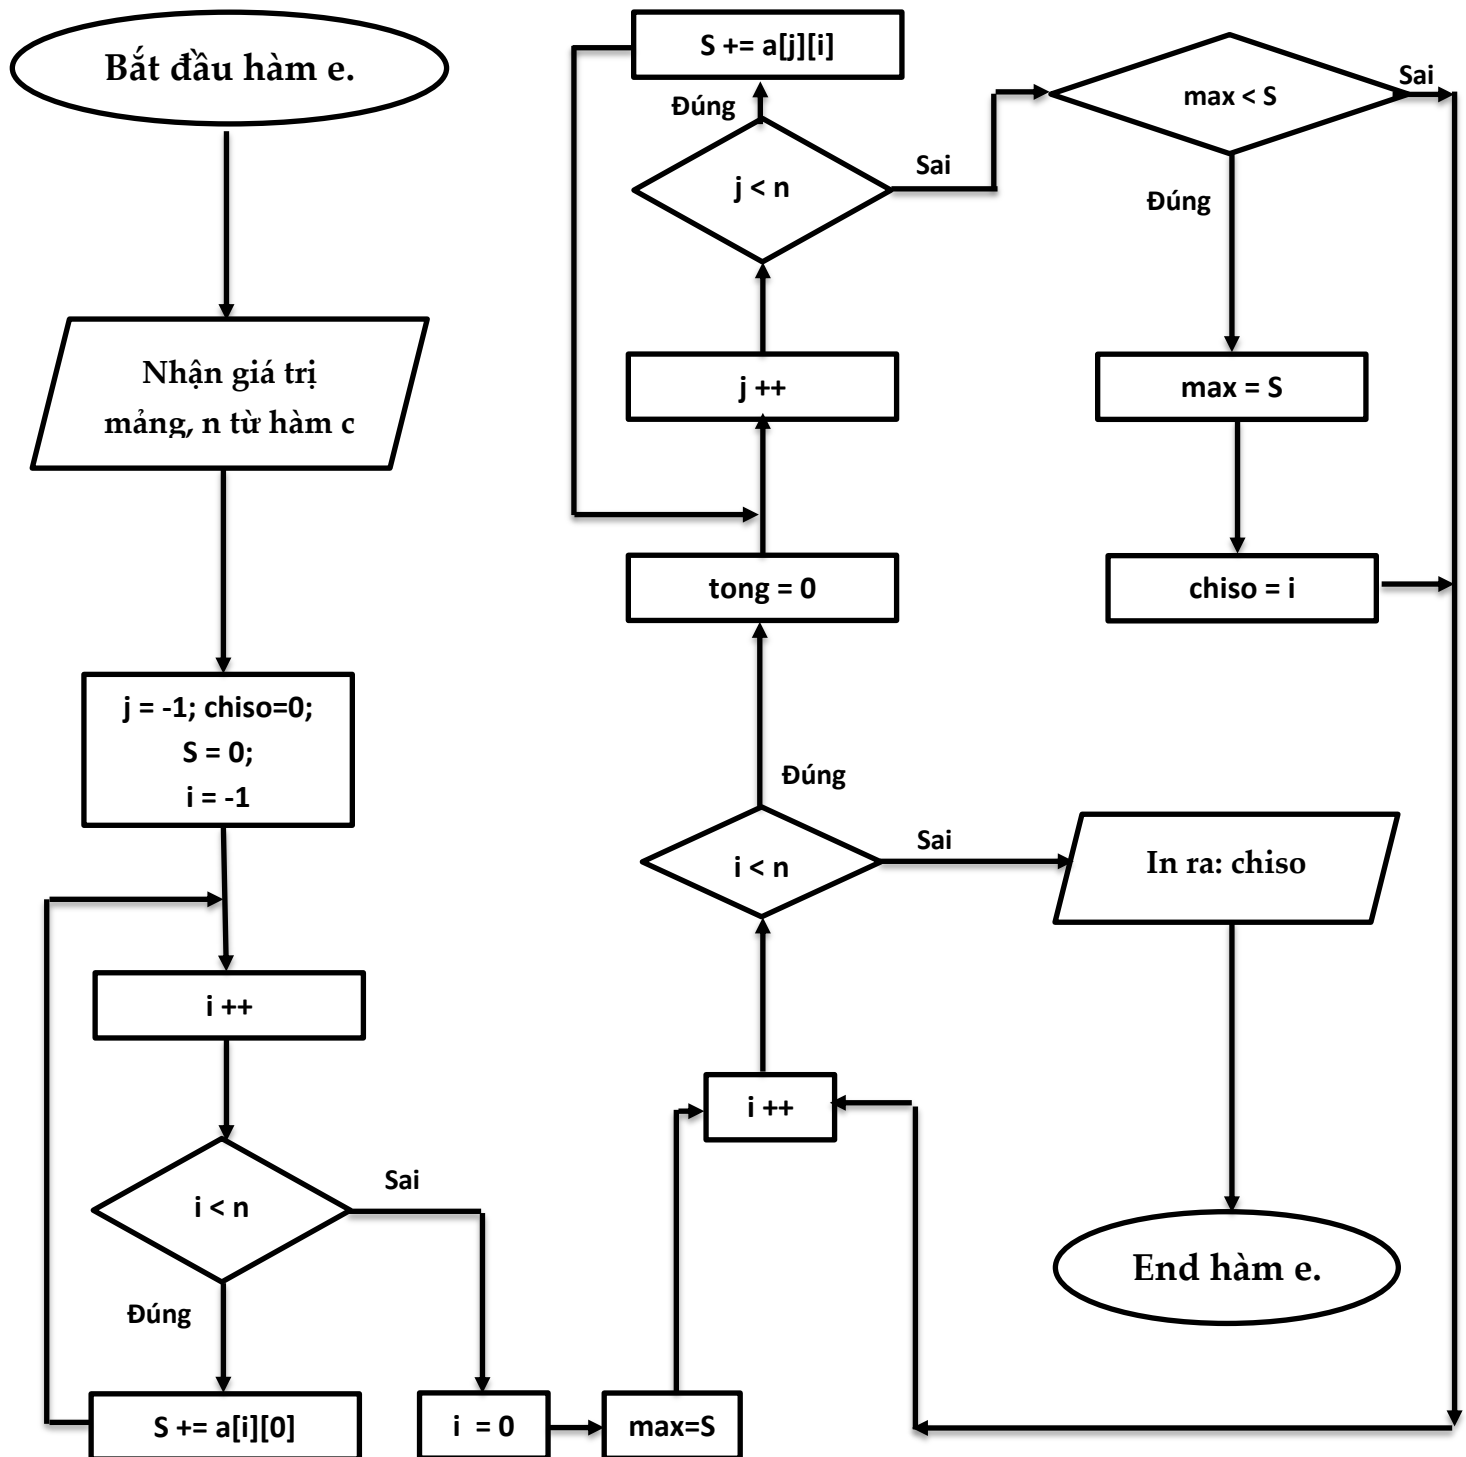 Bắt đầu hàm e.
Nhận giá trị
mảng, n từ hàm c
j = -1; chiso=0;
S = 0;
i = -1
i ++
i < n
Sai
Đúng
S += a[i][0]
i = 0
max=S
i ++
i < n
Sai
Đúng
tong = 0
j ++
j < n
Sai
Đúng
S += a[j][i]
max < S
Sai
Đúng
max = S
chiso = i
In ra: chiso
End hàm e.